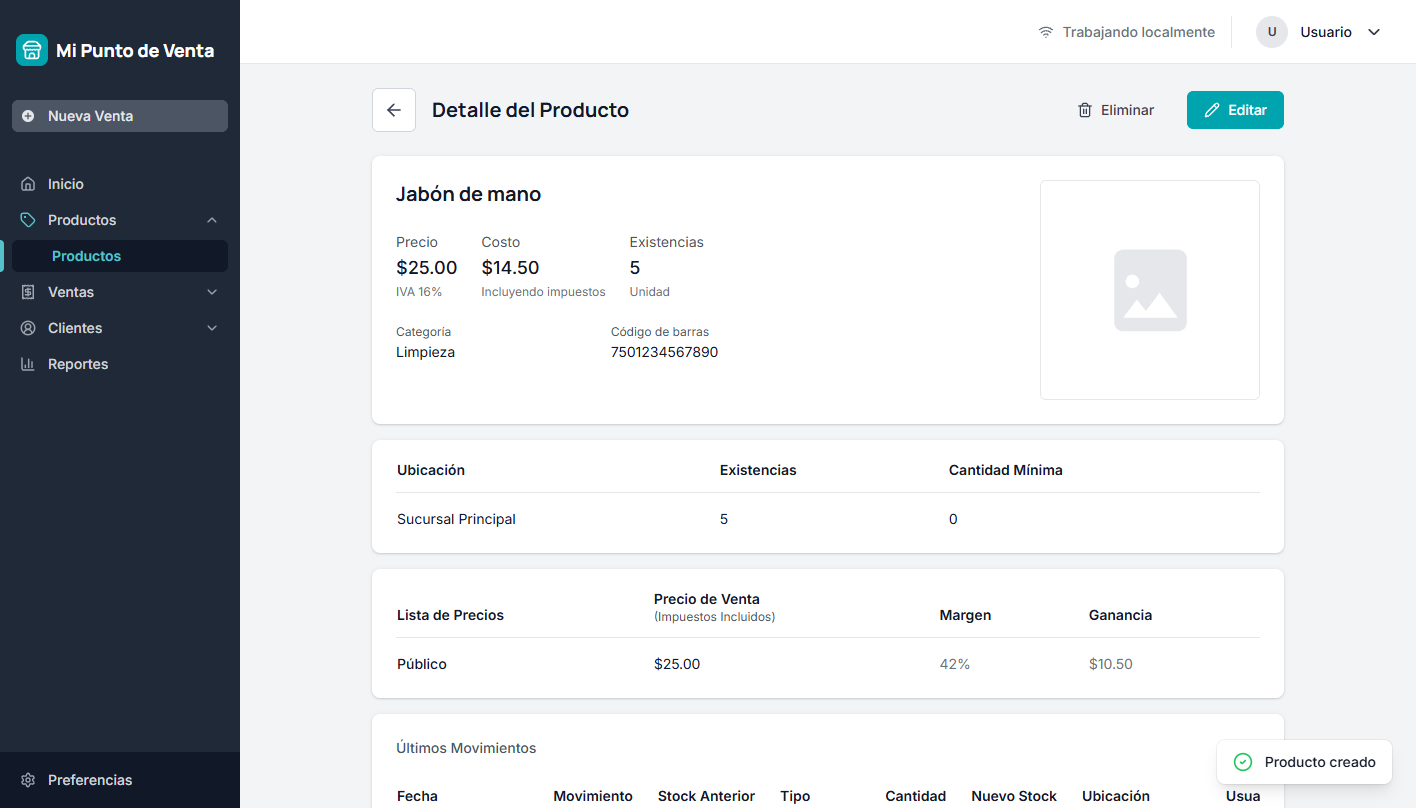 Mi Punto de Venta
Nueva Venta
Inicio
Productos
Productos
Ventas
Clientes
Reportes
Preferencias
Trabajando localmente
U
Usuario
Detalle del Producto
Eliminar
Editar
Jabón de mano
Precio Costo Existencias
$25.00 $14.50 5
IVA 16% Incluyendo impuestos Unidad
Categoría Código de barras
Limpieza 7501234567890
Ubicación Existencias Cantidad Mínima
Sucursal Principal 5 0
Lista de Precios Precio de Venta Margen Ganancia
(Impuestos Incluidos)
Público $25.00 42% $10.50
Últimos Movimientos
Fecha Movimiento Stock Anterior Tipo Cantidad Nuevo Stock Ubicación Usua
Producto creado